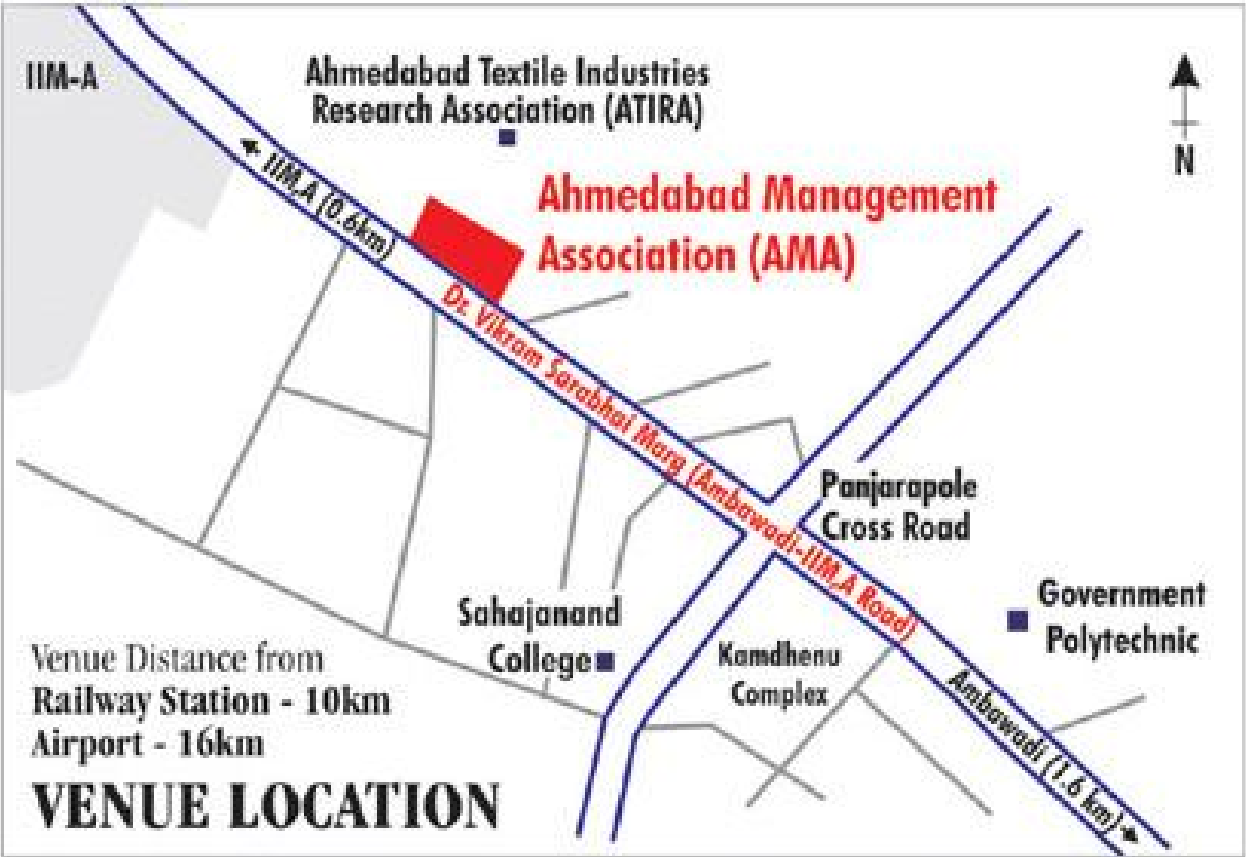 IIM-A
Ahmedabad Textile Industries
Research Association (ATIRA)
N
IIM,A (0.6km)
Ahmedabad Management
Association (AMA)
Dr. Vikram Sarabhai Marg (Ambawadi-IIM,A Road)
Panjarapole
Cross Road
Government
Polytechnic
Sahajanand
College
Kamdhenu
Complex
Ambawadi (1.6 km)
Venue Distance from
Railway Station - 10km
Airport - 16km
VENUE LOCATION